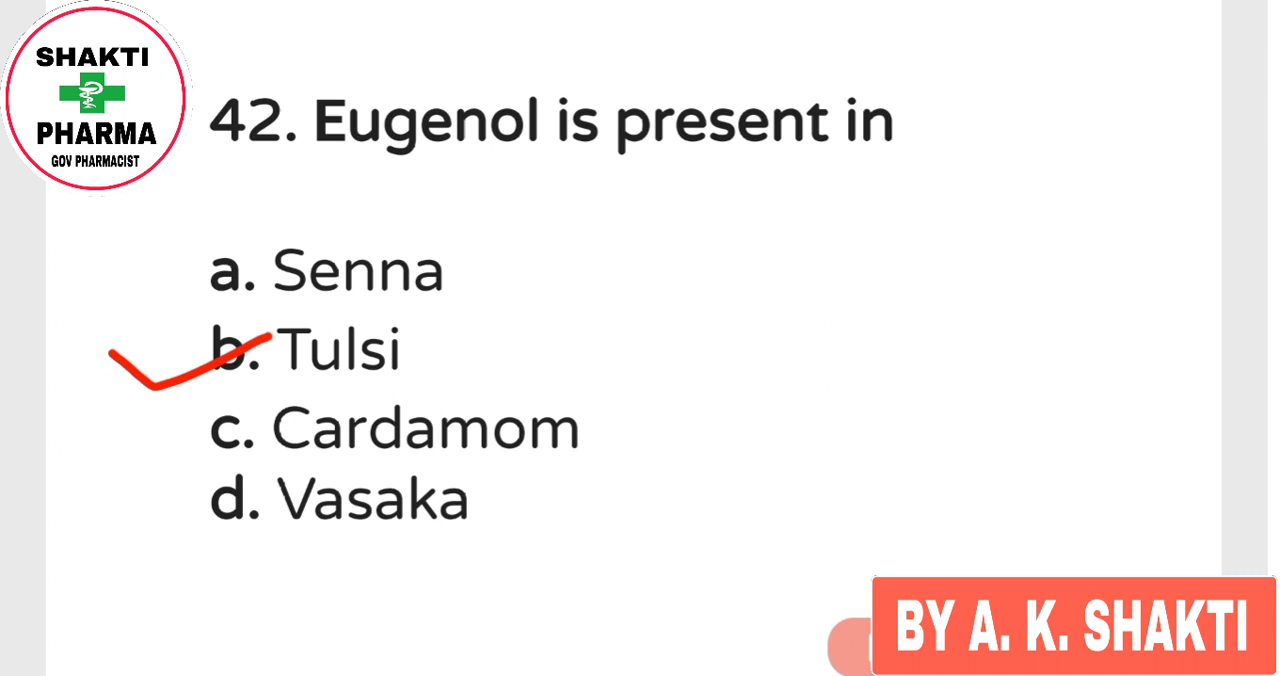 SHAKTI
PHARMA
GOV PHARMACIST
42. Eugenol is present in
a. Senna
b. Tulsi
c. Cardamom
d. Vasaka
BY A. K. SHAKTI